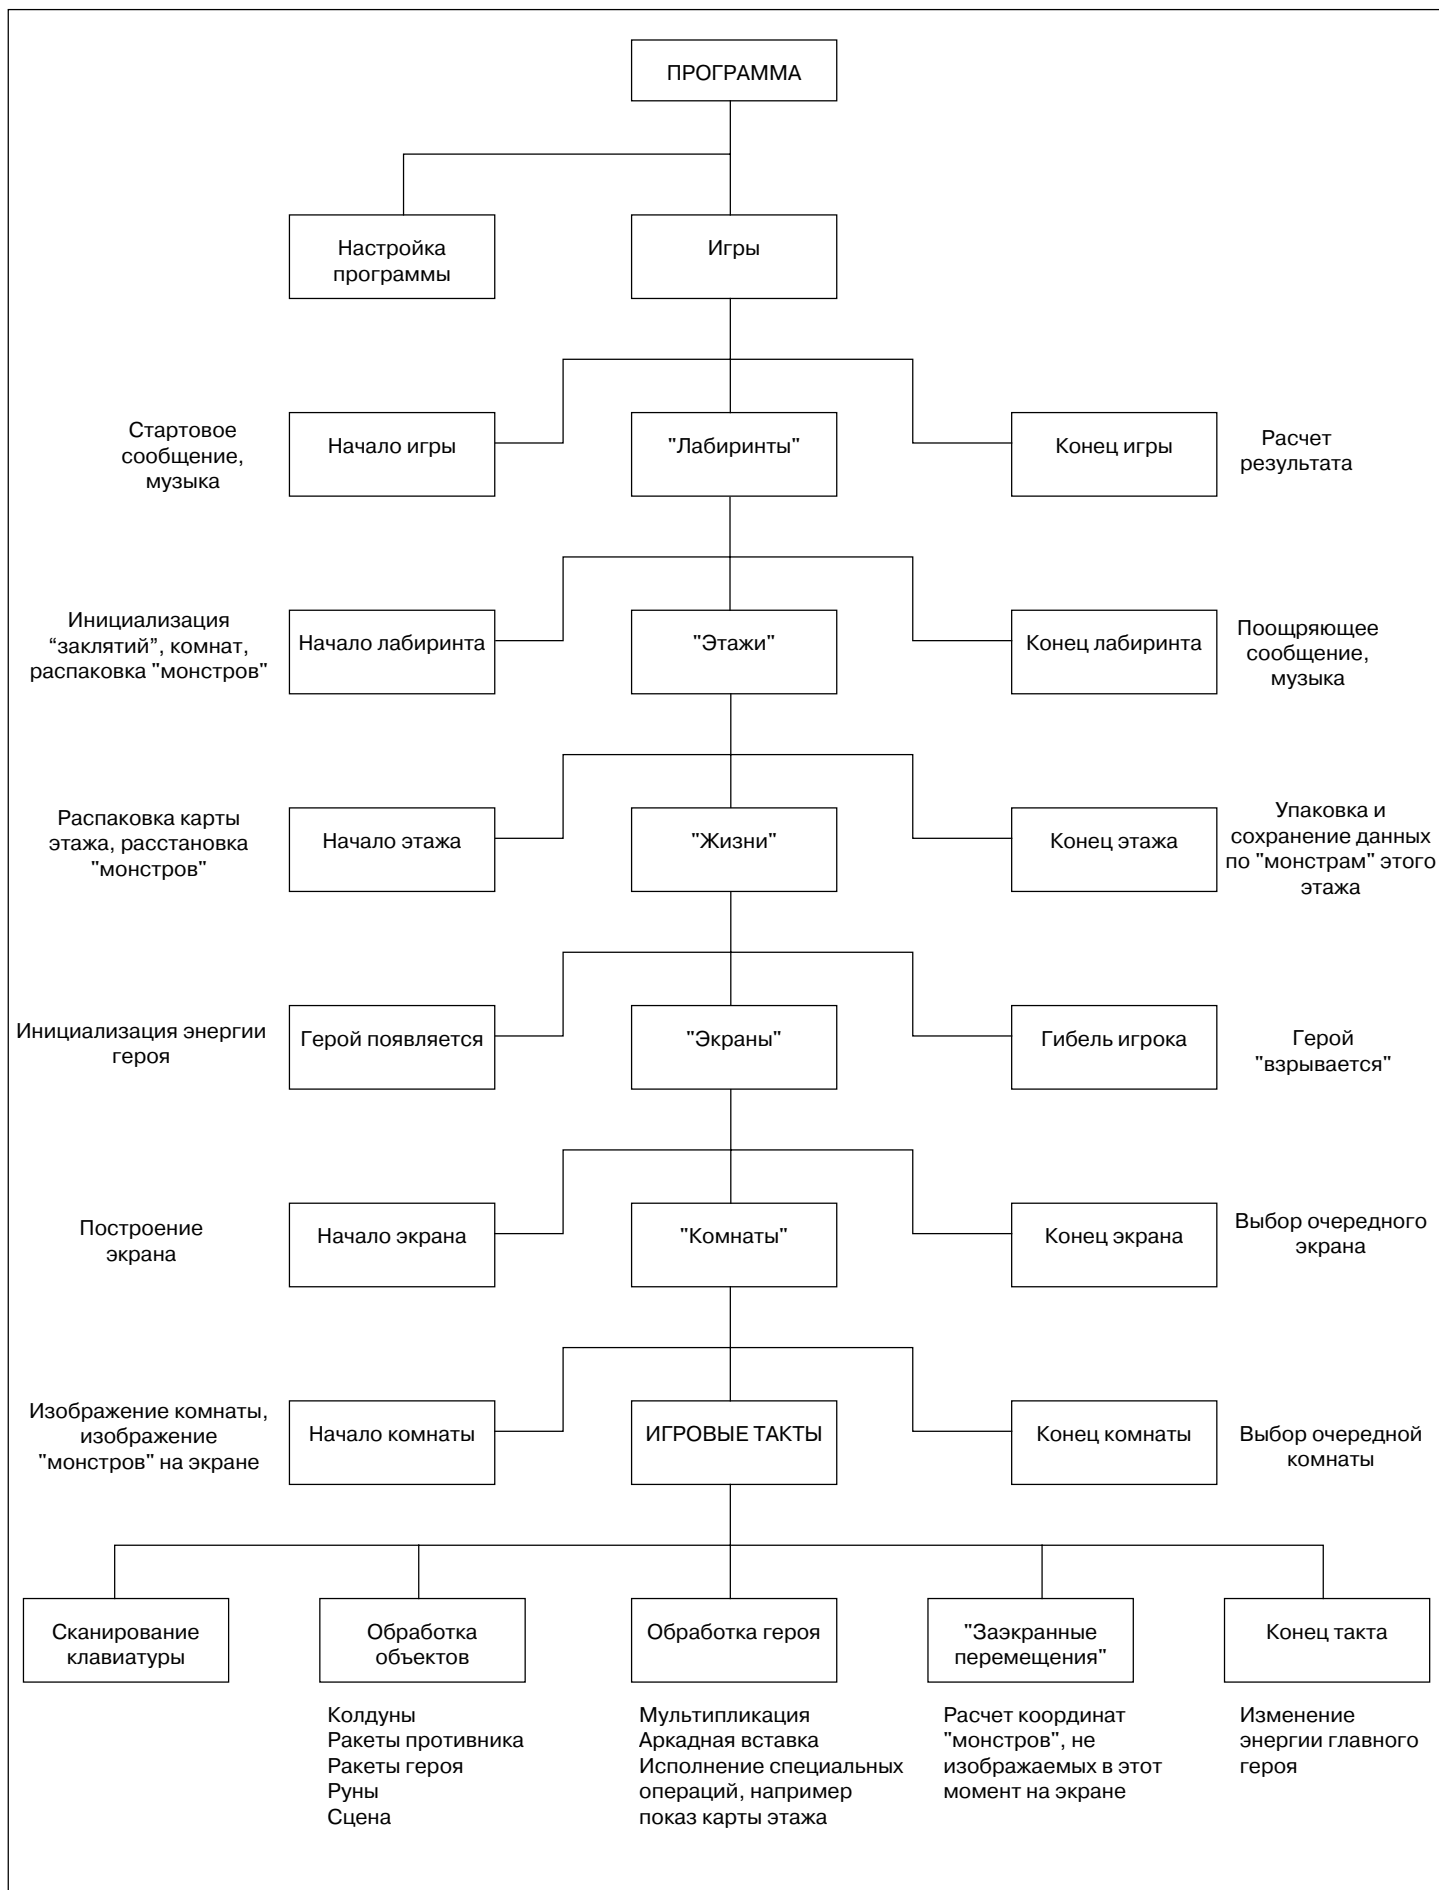 ПРОГРАММА
Настройка
программы
Игры
Стартовое
сообщение,
музыка
Начало игры
"Лабиринты"
Конец игры
Расчет
результата
Инициализация
“заклятий”, комнат,
распаковка "монстров"
Начало лабиринта
"Этажи"
Конец лабиринта
Поощряющее
сообщение,
музыка
Распаковка карты
этажа, расстановка
"монстров"
Начало этажа
"Жизни"
Конец этажа
Упаковка и
сохранение данных
по "монстрам" этого
этажа
Инициализация энергии
героя
Герой появляется
"Экраны"
Гибель игрока
Герой
"взрывается"
Построение
экрана
Начало экрана
"Комнаты"
Конец экрана
Выбор очередного
экрана
Изображение комнаты,
изображение
"монстров" на экране
Начало комнаты
ИГРОВЫЕ ТАКТЫ
Конец комнаты
Выбор очередной
комнаты
Сканирование
клавиатуры
Обработка
объектов
Колдуны
Ракеты противника
Ракеты героя
Руны
Сцена
Обработка героя
Мультипликация
Аркадная вставка
Исполнение специальных
операций, например
показ карты этажа
"Заэкранные
перемещения"
Расчет координат
"монстров", не
изображаемых в этот
момент на экране
Конец такта
Изменение
энергии главного
героя